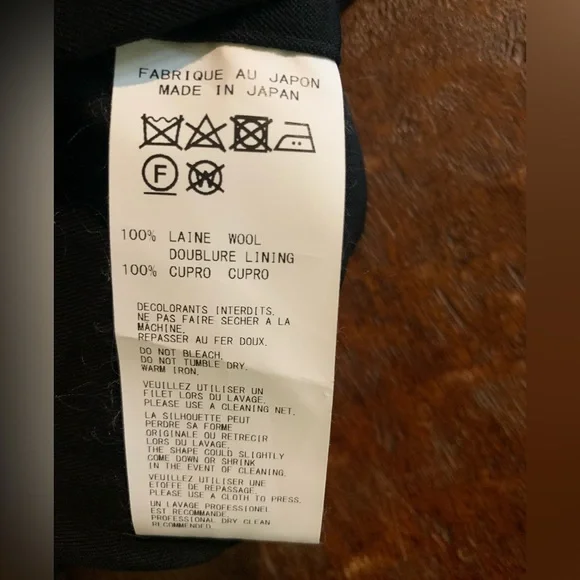 FABRIQUE AU JAPON
MADE IN JAPAN
F W
100% LAINE WOOL
DOUBLURE LINING
100% CUPRO CUPRO
DECOLORANTS INTERDITS.
NE PAS FAIRE SECHER A LA
MACHINE.
REPASSER AU FER DOUX.
DO NOT BLEACH.
DO NOT TUMBLE DRY.
WARM IRON.
VEUILLEZ UTILISER UN
FILET LORS DU LAVAGE.
PLEASE USE A CLEANING NET.
LA SILHOUETTE PEUT
PERDRE SA FORME
ORIGINALE OU RETRECIR
LORS DU LAVAGE.
THE SHAPE COULD SLIGHTLY
COME DOWN OR SHRINK
IN THE EVENT OF CLEANING.
VEUILLEZ UTILISER UNE
ETOFFE DE REPASSAGE.
PLEASE USE A CLOTH TO PRESS.
UN LAVAGE PROFESSIONEL
EST RECOMMANDE.
PROFESSIONAL DRY CLEAN
RECOMMENDED.